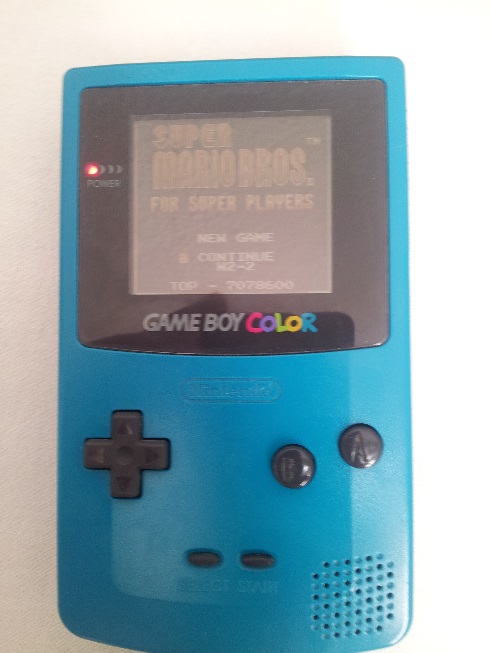 SUPER
MARIO BROS.
TM
FOR SUPER PLAYERS
NEW GAME
CONTINUE
W2-2
TOP - 7078600
POWER
GAME BOY COLOR
Nintendo
B
A
SELECT START